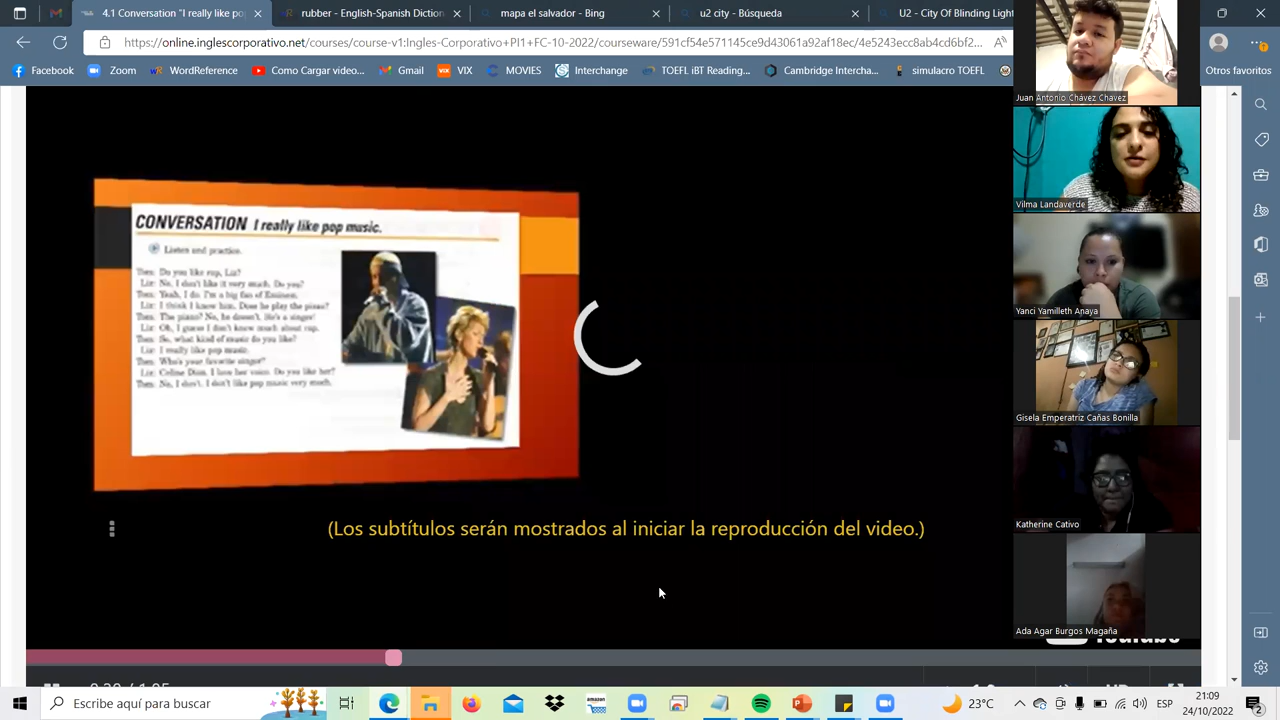 4.1 Conversation "I really like po
rubber - English-Spanish Diction
mapa el salvador - Bing
u2 city - Búsqueda
U2 - City Of Blinding Light
https://online.inglescorporativo.net/courses/course-v1:Ingles-Corporativo+PI1+FC-10-2022/courseware/591cf54e571145ce9d43061a92af18ec/4e5243ecc8ab4cd6bf2...
Facebook
Zoom
WordReference
Como Cargar video...
Gmail
VIX
MOVIES
Interchange
TOEFL iBT Reading...
Cambridge Intercha...
simulacro TOEFL
Otros favoritos
CONVERSATION I really like pop music.
Listen and practice.
Tom: Do you like rap, Liz?
Liz: No, I don't like it very much. Do you?
Tom: Yeah, I do. I'm a big fan of Eminem.
Liz: I think I know him. Does he play the piano?
Tom: The piano? No, he doesn't. He's a singer!
Liz: Oh, I guess I don't know much about rap.
Tom: So, what kind of music do you like?
Liz: I really like pop music.
Tom: Who's your favorite singer?
Liz: Celine Dion. I love her voice. Do you like her?
Tom: No, I don't. I don't like pop music very much.
(Los subtítulos serán mostrados al iniciar la reproducción del video.)
Juan Antonio Chávez Chavez
Vilma Landaverde
Yanci Yamilleth Anaya
Gisela Emperatriz Cañas Bonilla
Katherine Cativo
Ada Agar Burgos Magaña
YouTube
Escribe aquí para buscar
amazon
23°C
ESP
21:09
24/10/2022
2